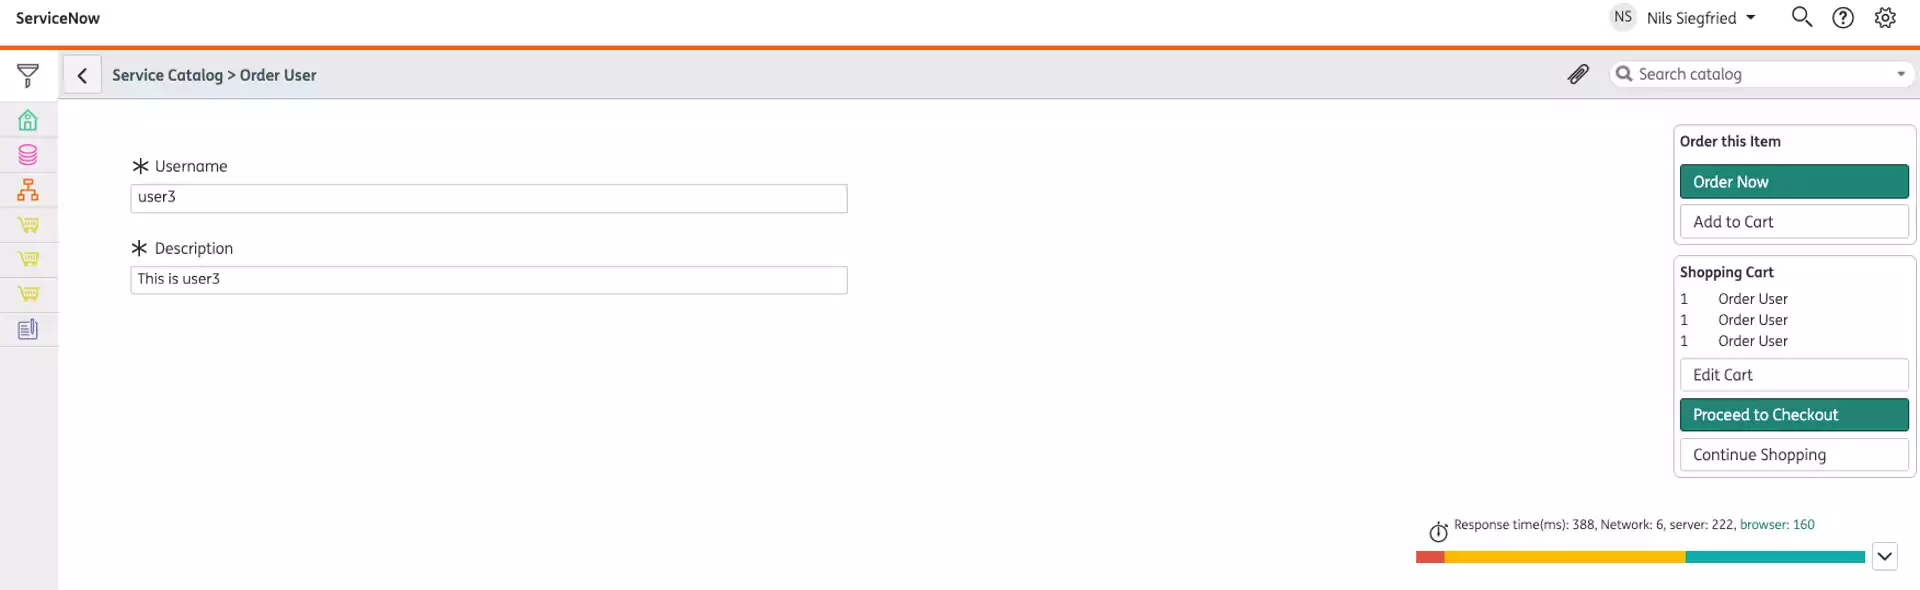 ServiceNow
NS Nils Siegfried
Service Catalog > Order User
Search catalog
Username
user3
Description
This is user3
Order this Item
Order Now
Add to Cart
Shopping Cart
1 Order User
1 Order User
1 Order User
Edit Cart
Proceed to Checkout
Continue Shopping
Response time(ms): 388, Network: 6, server: 222, browser: 160